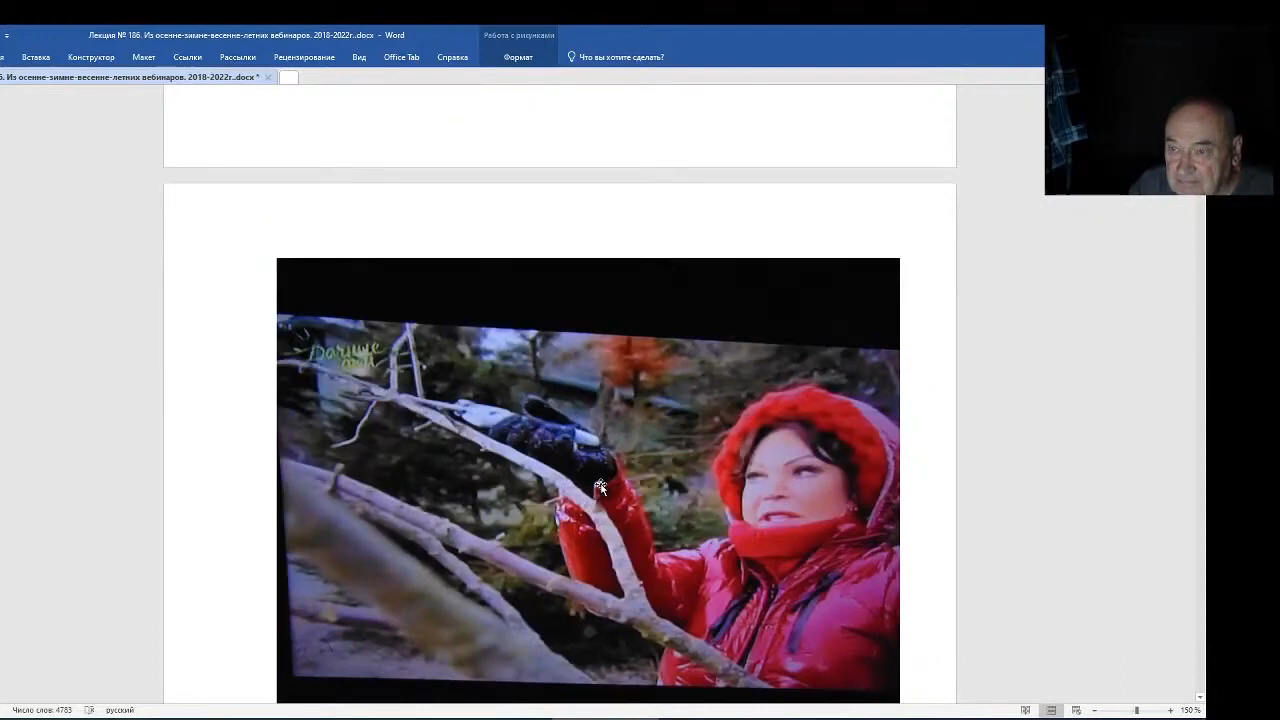 Лекция № 186. Из осенне-зимне-весенне-летних вебинаров. 2018-2022г..docx - Word
Работа с рисунками
Вставка Конструктор Макет Ссылки Рассылки Рецензирование Вид Office Tab Справка Формат Что вы хотите сделать?
6. Из осенне-зимне-весенне-летних вебинаров. 2018-2022г..docx *
Число слов: 4783 русский 150 %